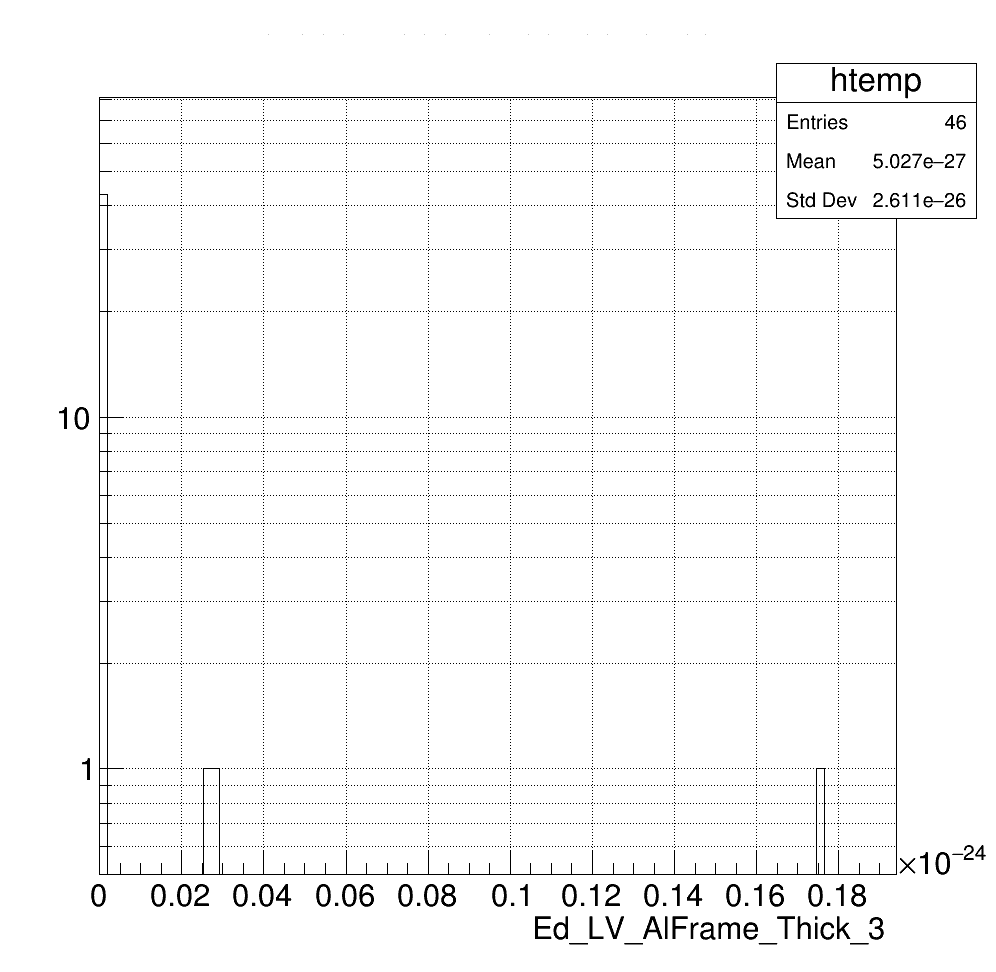 htemp
Entries 46
Mean 5.027e−27
Std Dev 2.611e−26
10
1
×10−24
0 0.02 0.04 0.06 0.08 0.1 0.12 0.14 0.16 0.18
Ed_LV_AlFrame_Thick_3